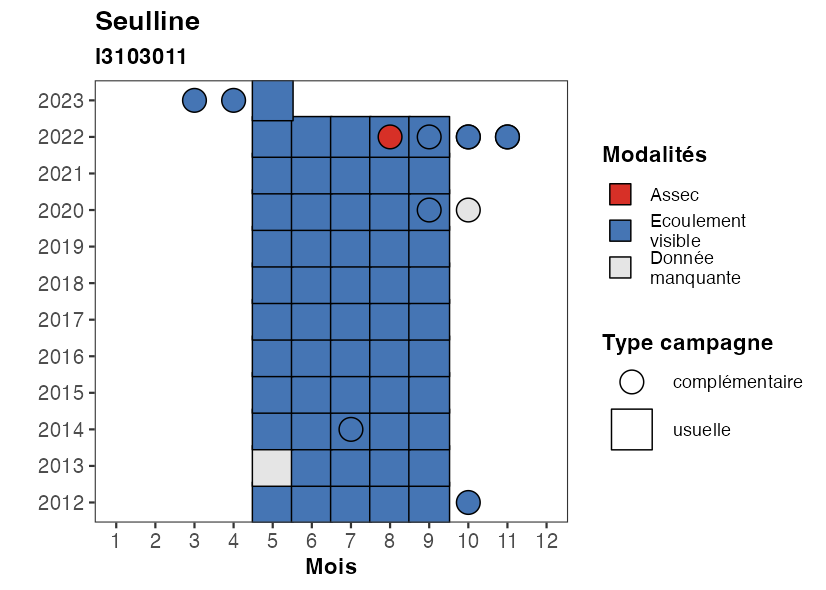 Seulline
I3103011
2023
2022
2021
2020
2019
2018
2017
2016
2015
2014
2013
2012
1 2 3 4 5 6 7 8 9 10 11 12
Mois
Modalités
Assec
Ecoulement
visible
Donnée
manquante
Type campagne
complémentaire
usuelle